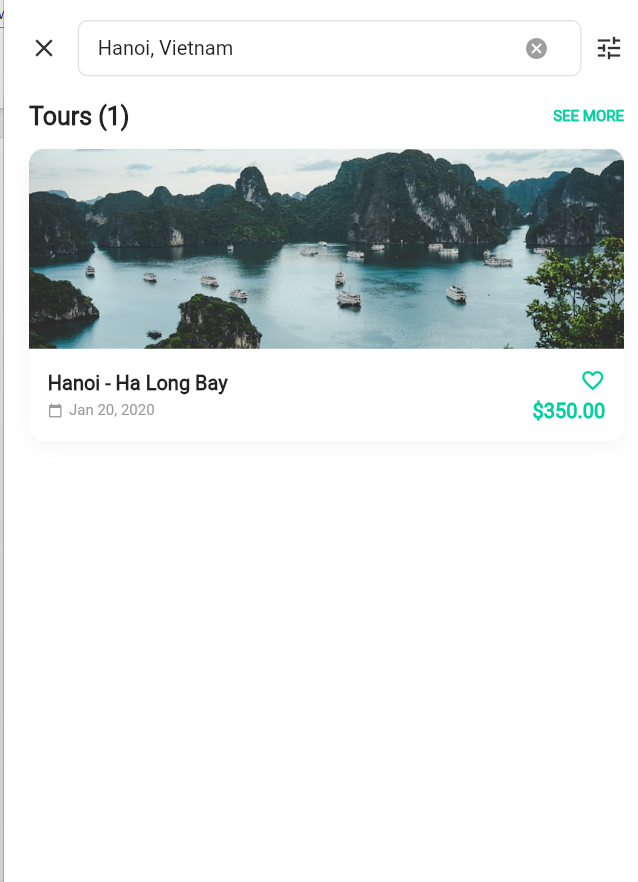 Hanoi, Vietnam
Tours (1)
SEE MORE
Hanoi - Ha Long Bay
Jan 20, 2020
$350.00